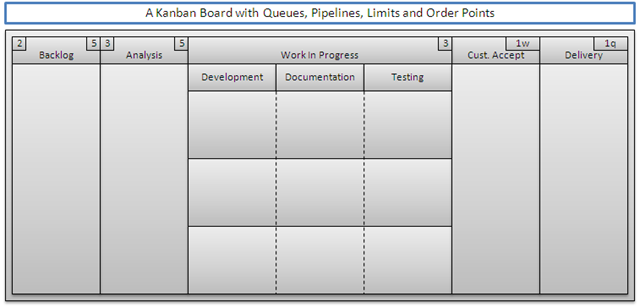 A Kanban Board with Queues, Pipelines, Limits and Order Points
2 5 3 5 3 1w 1q
Backlog Analysis Work In Progress Cust. Accept Delivery
Development Documentation Testing